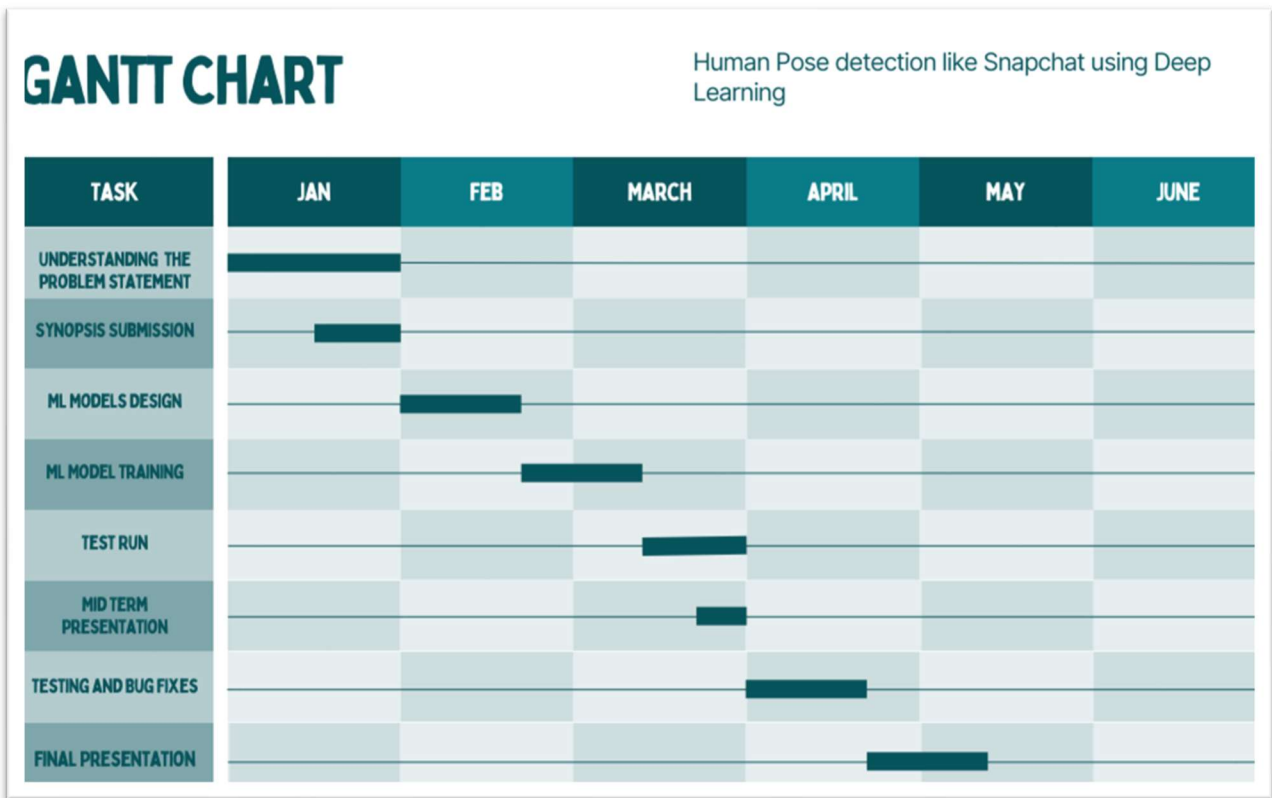 GANTT CHART
Human Pose detection like Snapchat using Deep
Learning
TASK
JAN
FEB
MARCH
APRIL
MAY
JUNE
UNDERSTANDING THE
PROBLEM STATEMENT
SYNOPSIS SUBMISSION
ML MODELS DESIGN
ML MODEL TRAINING
TEST RUN
MID TERM
PRESENTATION
TESTING AND BUG FIXES
FINAL PRESENTATION